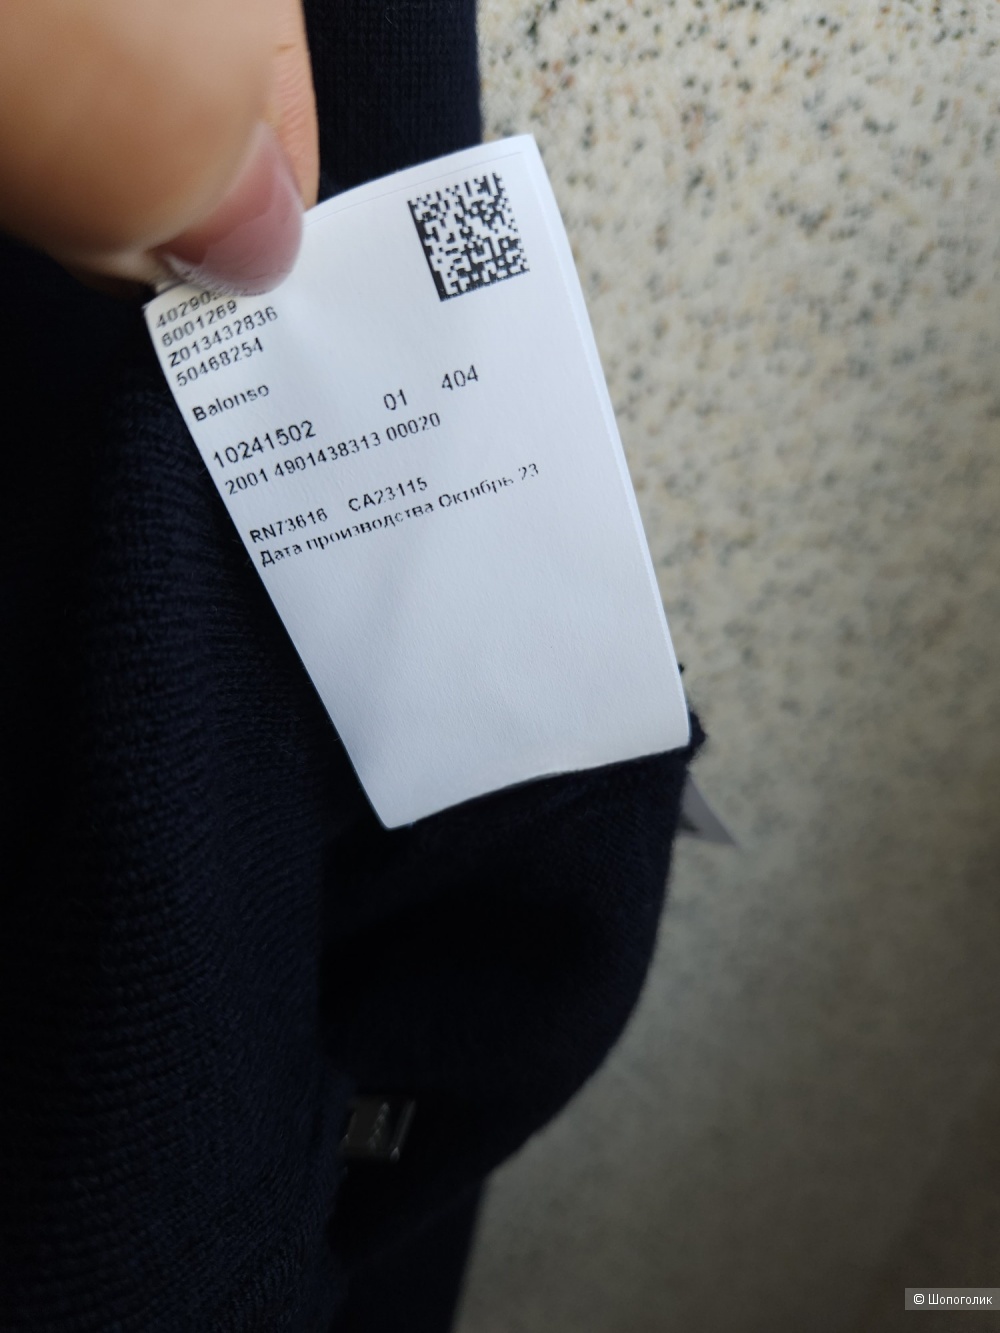 6001269
Z013432836
50468254
Balonso
10241502 01 404
2001 4901438313 00020
RN73616 CA23115
Дата производства Октябрь 23
© Шопоголик